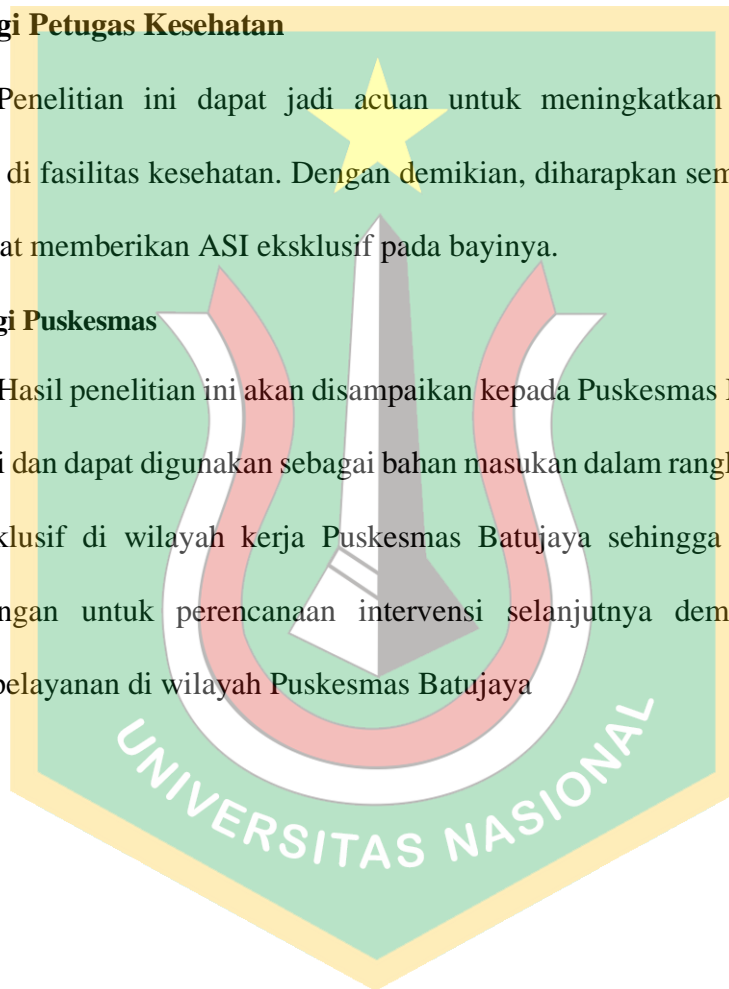 gi Petugas Kesehatan
Penelitian ini dapat jadi acuan untuk meningkatkan
di fasilitas kesehatan. Dengan demikian, diharapkan sem
at memberikan ASI eksklusif pada bayinya.
gi Puskesmas
Hasil penelitian ini akan disampaikan kepada Puskesmas
i dan dapat digunakan sebagai bahan masukan dalam rangk
klusif di wilayah kerja Puskesmas Batujaya sehingga
ngan untuk perencanaan intervensi selanjutnya dem
pelayanan di wilayah Puskesmas Batujaya
UNIVERSITAS NASIONAL